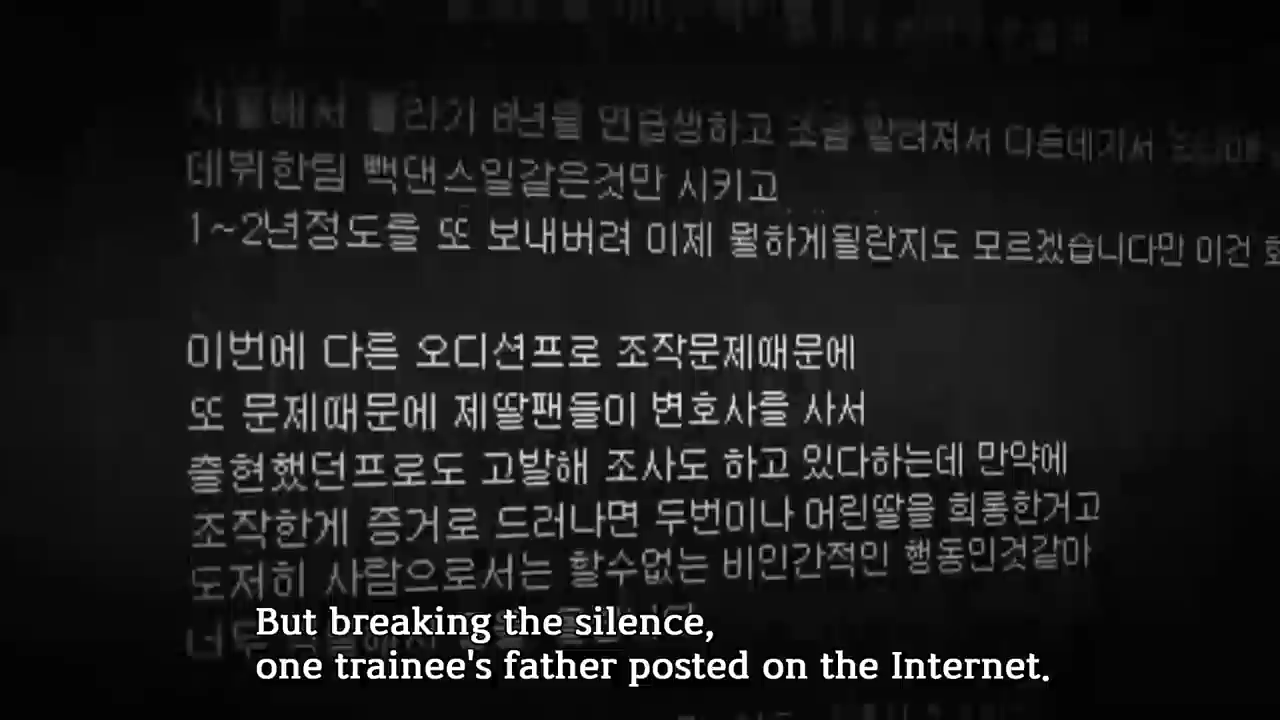 데뷔한팀 빽댄스일같은것만 시키고
1~2년정도를 또 보내버려 이제 뭘하게될란지도 모르겠습니다만 이건
이번에 다른 오디션프로 조작문제때문에
또 문제때문에 제딸팬들이 변호사를 사서
출현했던프로도 고발해 조사도 하고 있다하는데 만약에
조작한게 증거로 드러나면 두번이나 어린딸을 희롱한거고
도저히 사람으로서는 할수없는 비인간적인 행동인것같아
But breaking the silence,
one trainee's father posted on the Internet.